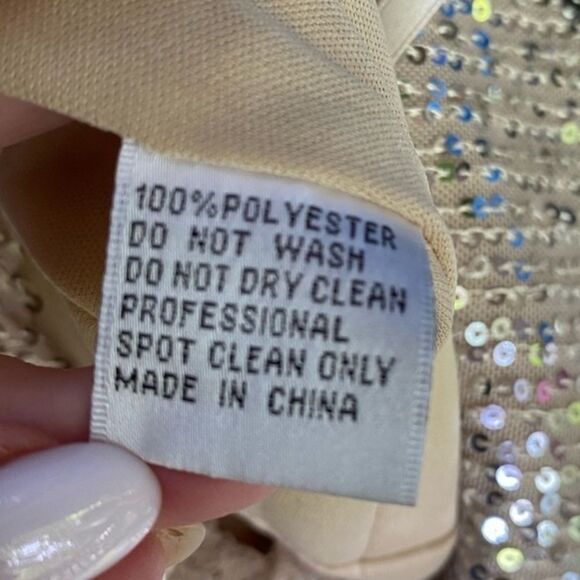 100%POLYESTER
DO NOT WASH
DO NOT DRY CLEAN
PROFESSIONAL
SPOT CLEAN ONLY
MADE IN CHINA